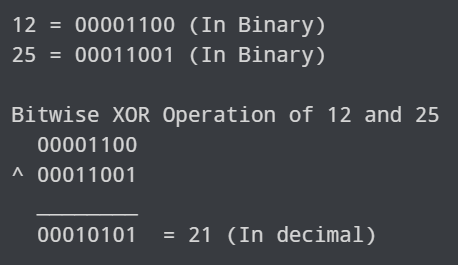 12 = 00001100 (In Binary)
25 = 00011001 (In Binary)
Bitwise XOR Operation of 12 and 25
00001100
^ 00011001
________
00010101 = 21 (In decimal)